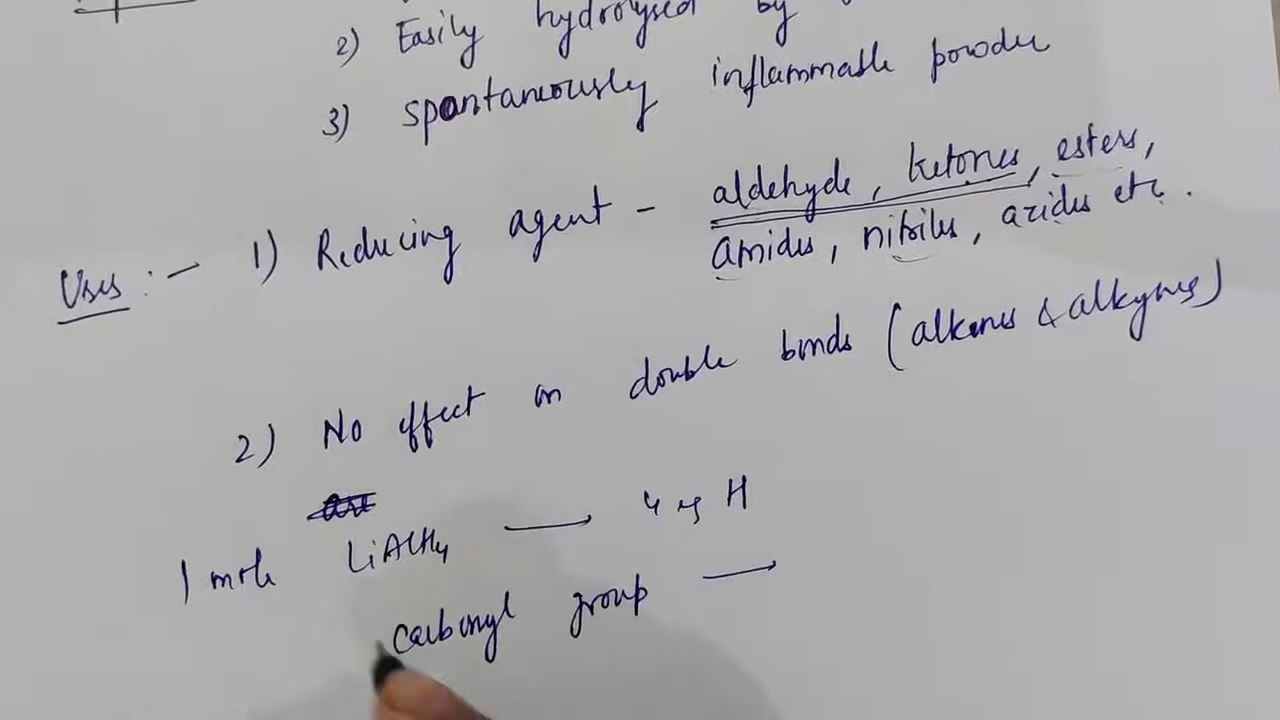 2) Easily hydrolysed by
3) spontaneously inflammable powder
Uses :- 1) Reducing agent - aldehyde, ketones, esters,
amides, nitriles, azides etc.
2) No effect on double bonds (alkenes & alkynes)
1 mole LiAlH4 → 4 eq H
carbonyl group →